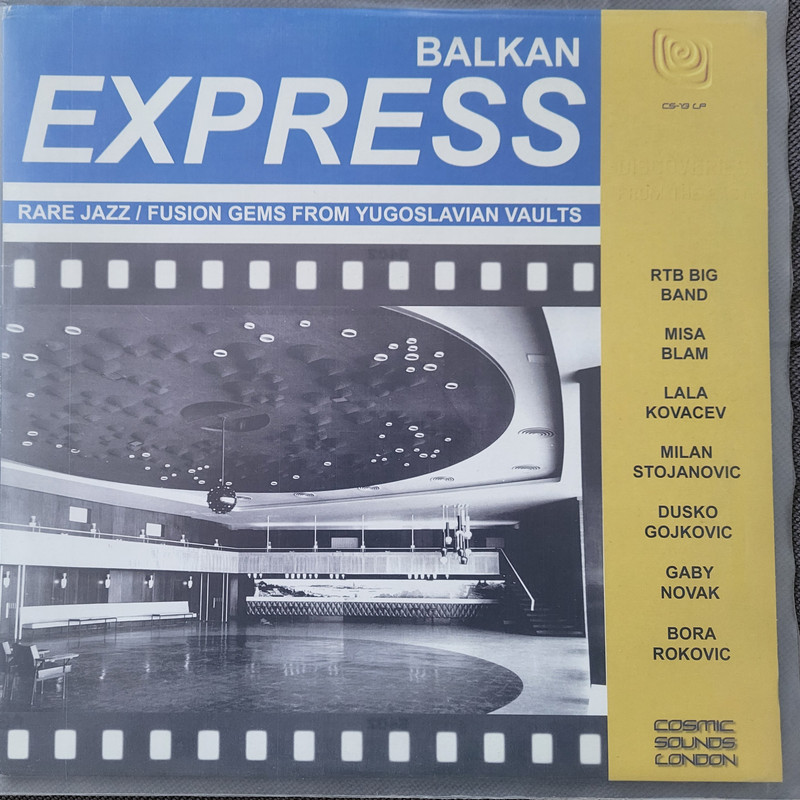 BALKAN
EXPRESS
RARE JAZZ / FUSION GEMS FROM YUGOSLAVIAN VAULTS
CS-19 LP
RTB BIG
BAND
MISA
BLAM
LALA
KOVACEV
MILAN
STOJANOVIC
DUSKO
GOJKOVIC
GABY
NOVAK
BORA
ROKOVIC
COSMIC
SOUNDS
LONDON